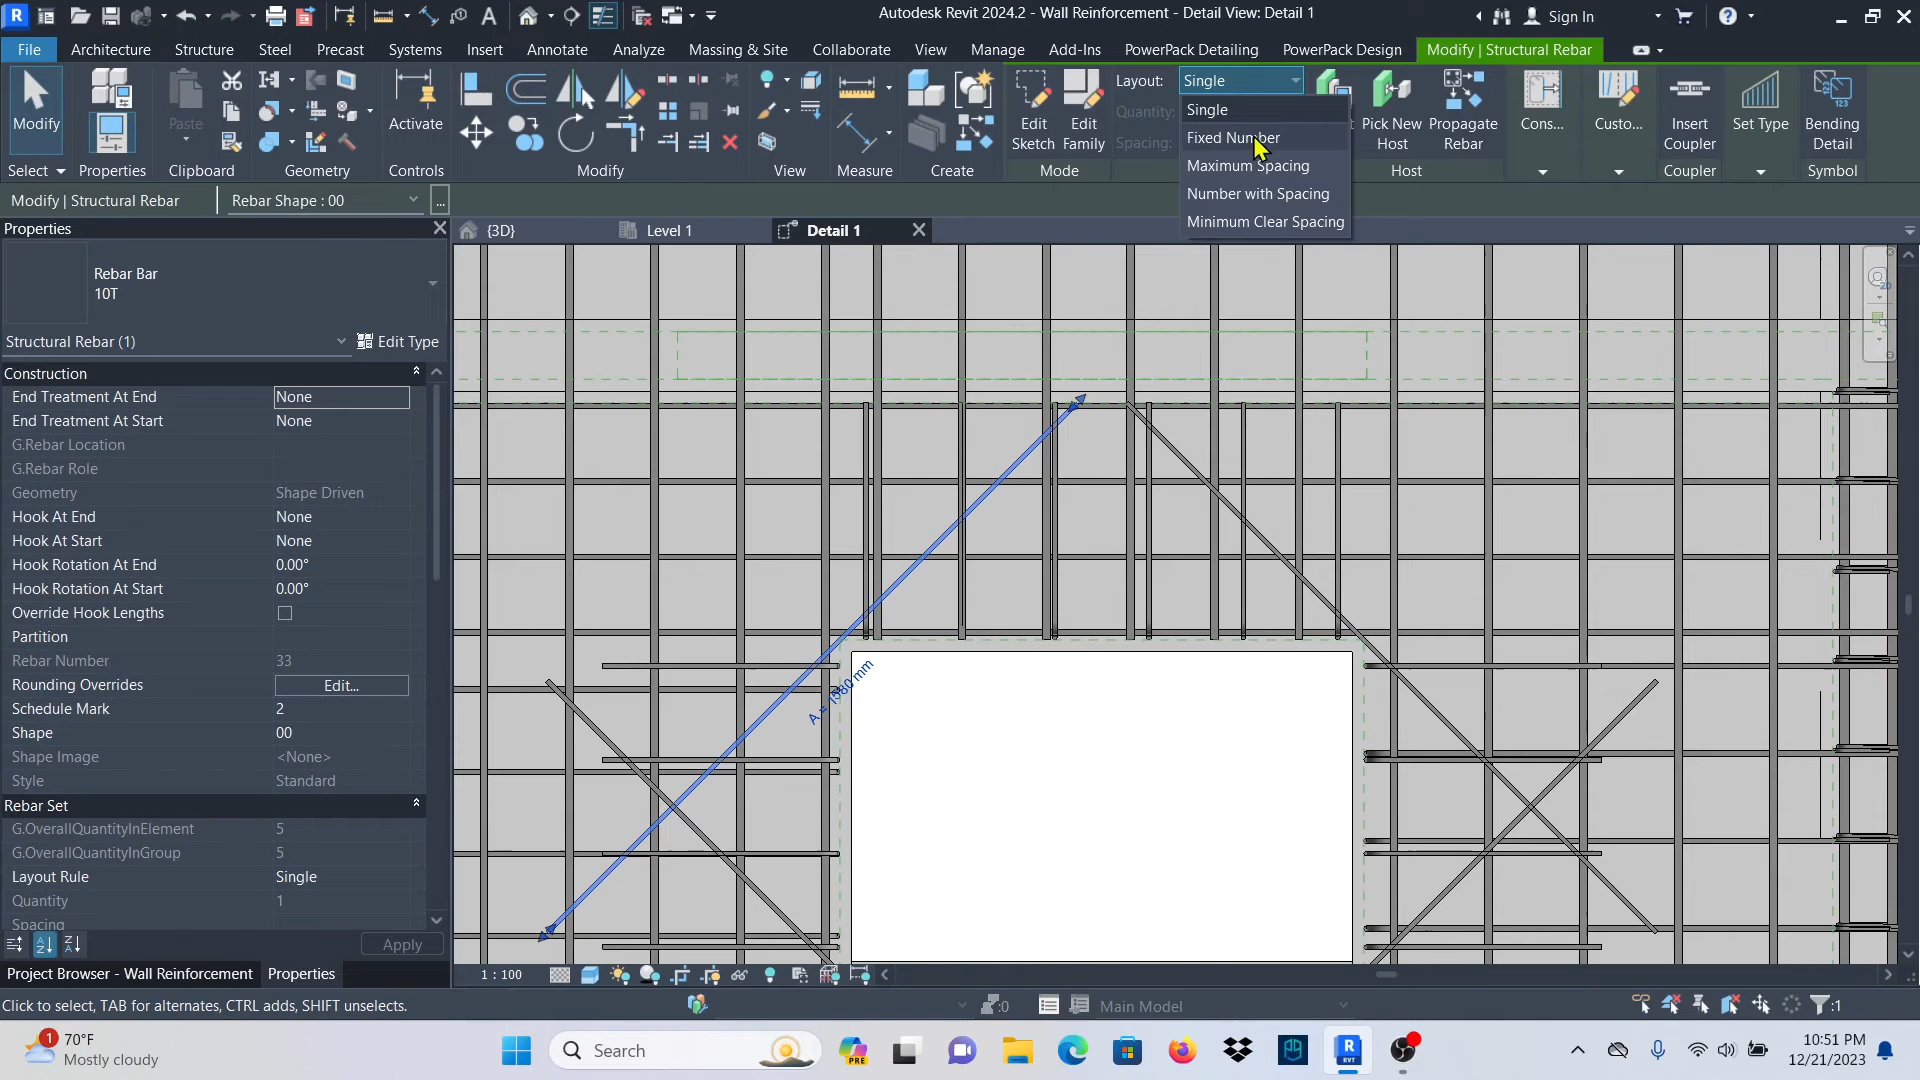 Autodesk Revit 2024.2 - Wall Reinforcement - Detail View: Detail 1
Sign In
File Architecture Structure Steel Precast Systems Insert Annotate Analyze Massing & Site Collaborate View Manage Add-Ins PowerPack Detailing PowerPack Design Modify | Structural Rebar
Layout: Single
Quantity:
Spacing:
Single
Fixed Number
Maximum Spacing
Number with Spacing
Minimum Clear Spacing
Modify
Paste
Activate
Edit Sketch
Edit Family
Pick New Host
Propagate Rebar
Cons...
Custo...
Insert Coupler
Set Type
Bending Detail
Select Properties Clipboard Geometry Controls Modify View Measure Create Mode Host Coupler Symbol
Modify | Structural Rebar
Rebar Shape : 00
...
Properties
{3D}
Level 1
Detail 1
Rebar Bar
10T
Structural Rebar (1)
Edit Type
Construction
End Treatment At End None
End Treatment At Start None
G.Rebar Location
G.Rebar Role
Geometry Shape Driven
Hook At End None
Hook At Start None
Hook Rotation At End 0.00°
Hook Rotation At Start 0.00°
Override Hook Lengths
Partition
Rebar Number 33
Rounding Overrides Edit...
Schedule Mark 2
Shape 00
Shape Image <None>
Style Standard
Rebar Set
G.OverallQuantityInElement 5
G.OverallQuantityInGroup 5
Layout Rule Single
Quantity 1
Spacing
Apply
A = 1580 mm
Project Browser - Wall Reinforcement
Properties
1 : 100
Click to select, TAB for alternates, CTRL adds, SHIFT unselects.
:0
Main Model
:1
1
70°F
Mostly cloudy
Search
PRE
R
RVT
10:51 PM
12/21/2023